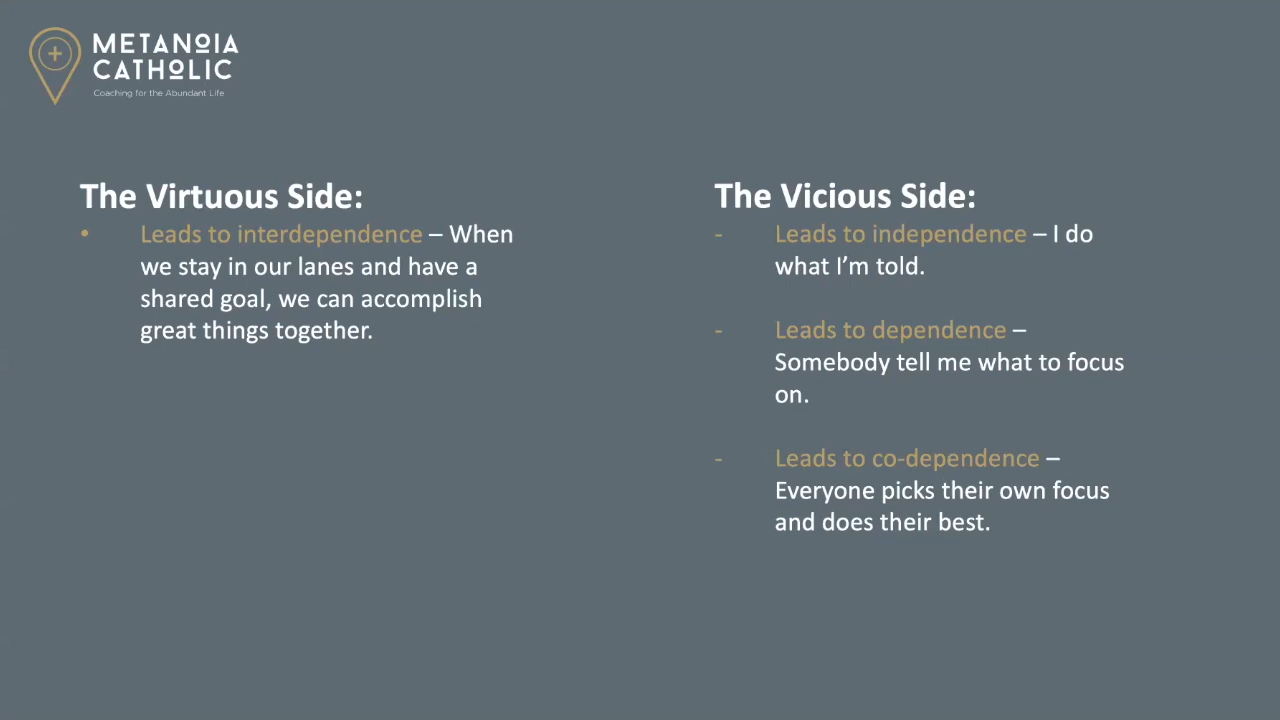 METANOIA
CATHOLIC
Coaching for the Abundant Life
The Virtuous Side:
• Leads to interdependence – When
we stay in our lanes and have a
shared goal, we can accomplish
great things together.
The Vicious Side:
- Leads to independence – I do
what I’m told.
- Leads to dependence –
Somebody tell me what to focus
on.
- Leads to co-dependence –
Everyone picks their own focus
and does their best.